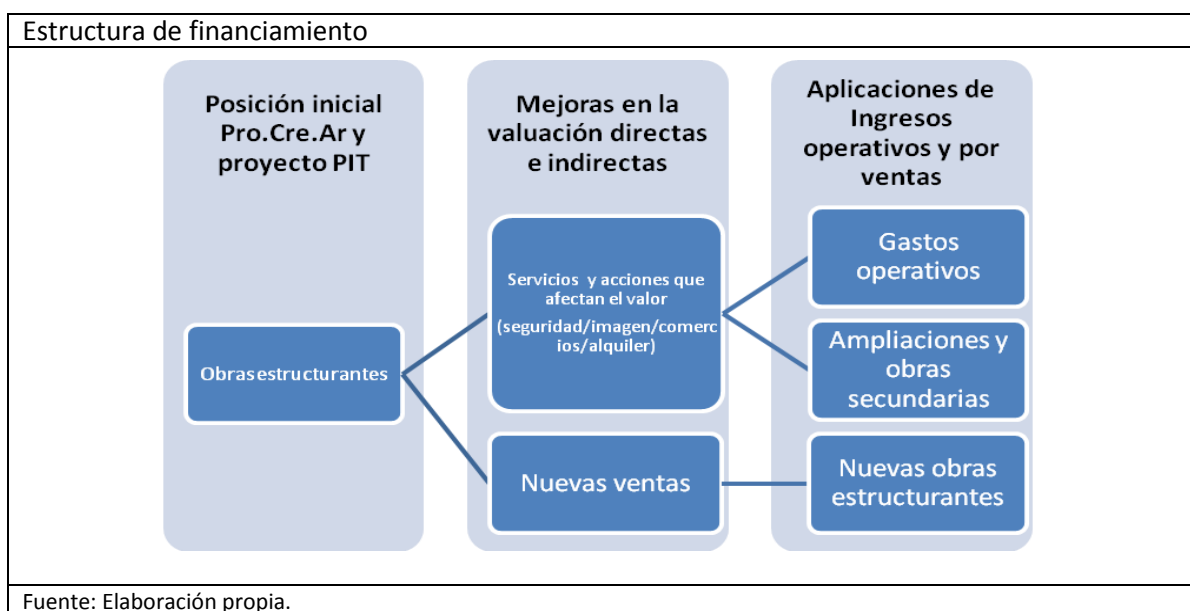 Estructura de financiamiento
Posición inicial
Pro.Cre.Ar y
proyecto PIT
Mejoras en la
valuación directas
e indirectas
Aplicaciones de
Ingresos
operativos y por
ventas
Obras estructurantes
Servicios y acciones que
afectan el valor
(seguridad/imagen/comerc
ios/alquiler)
Nuevas ventas
Gastos
operativos
Ampliaciones y
obras
secundarias
Nuevas obras
estructurantes
Fuente: Elaboración propia.